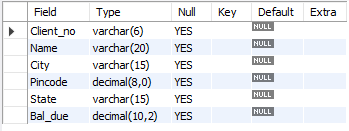 Field Type Null Key Default Extra
Client_no varchar(6) YES NULL
Name varchar(20) YES NULL
City varchar(15) YES NULL
Pincode decimal(8,0) YES NULL
State varchar(15) YES NULL
Bal_due decimal(10,2) YES NULL